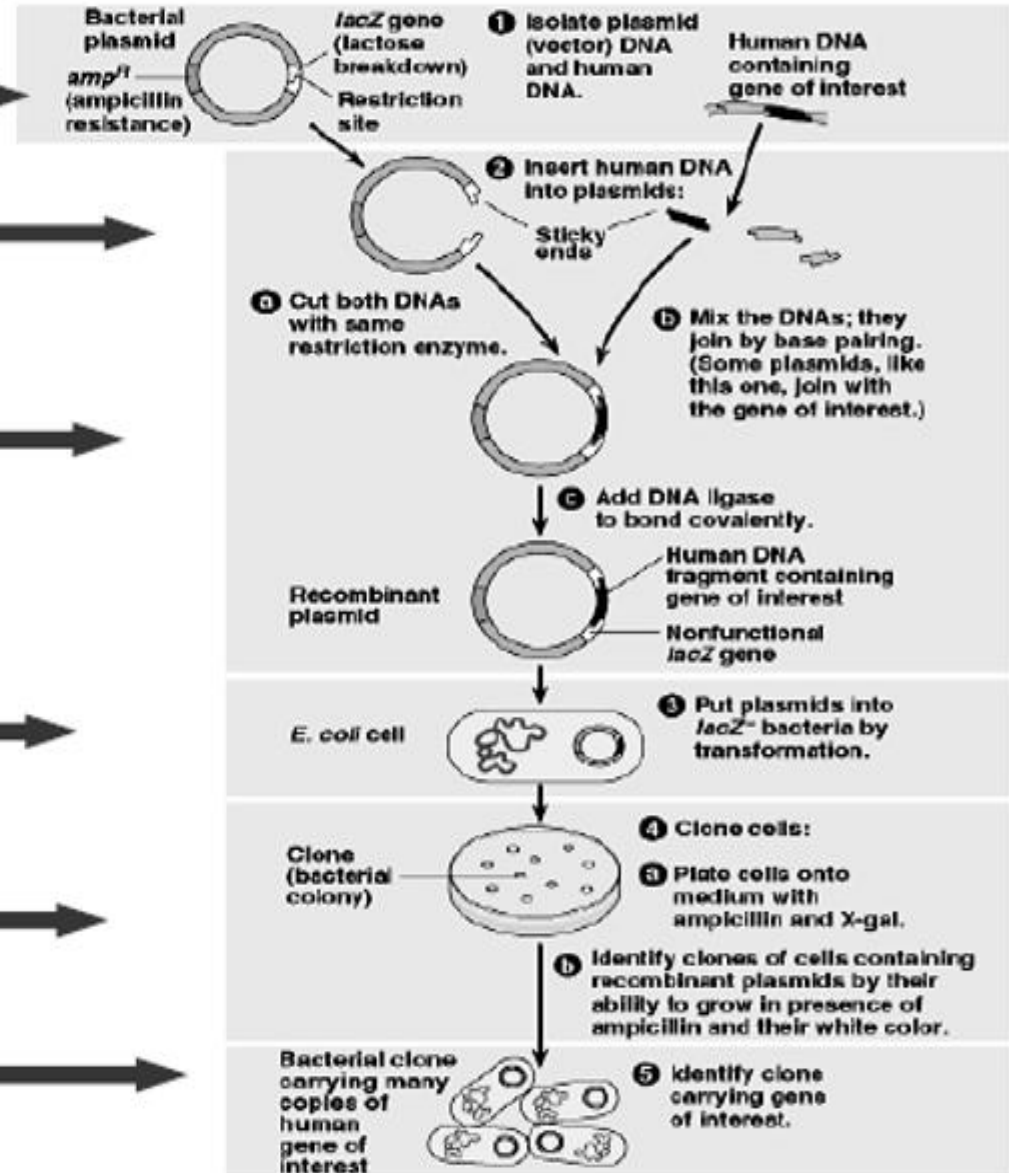 Bacterial
plasmid
amp^R
(ampicillin
resistance)
lacZ gene
(lactose
breakdown)
Restriction
site
1 Isolate plasmid
(vector) DNA
and human
DNA.
Human DNA
containing
gene of interest
2 Insert human DNA
into plasmids:
Sticky
ends
a Cut both DNAs
with same
restriction enzyme.
b Mix the DNAs; they
join by base pairing.
(Some plasmids, like
this one, join with
the gene of interest.)
c Add DNA ligase
to bond covalently.
Recombinant
plasmid
Human DNA
fragment containing
gene of interest
Nonfunctional
lacZ gene
E. coli cell
3 Put plasmids into
lacZ⁻ bacteria by
transformation.
Clone
(bacterial
colony)
4 Clone cells:
a Plate cells onto
medium with
ampicillin and X-gal.
b Identify clones of cells containing
recombinant plasmids by their
ability to grow in presence of
ampicillin and their white color.
Bacterial clone
carrying many
copies of
human
gene of
interest
5 Identify clone
carrying gene
of interest.